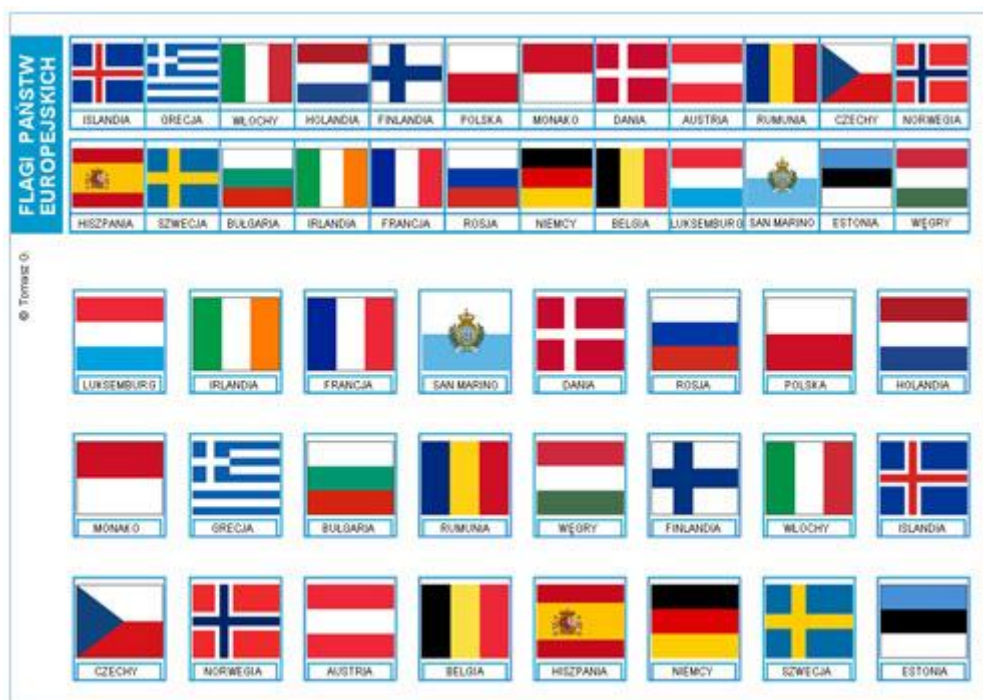 FLAGI PAŃSTW
EUROPEJSKICH
ISLANDIA GRECJA WŁOCHY HOLANDIA FINLANDIA POLSKA MONAKO DANIA AUSTRIA RUMUNIA CZECHY NORWEGIA
HISZPANIA SZWECJA BUŁGARIA IRLANDIA FRANCJA ROSJA NIEMCY BELGIA LUKSEMBURG SAN MARINO ESTONIA WĘGRY
© Tomasz G.
LUKSEMBURG IRLANDIA FRANCJA SAN MARINO DANIA ROSJA POLSKA HOLANDIA
MONAKO GRECJA BUŁGARIA RUMUNIA WĘGRY FINLANDIA WŁOCHY ISLANDIA
CZECHY NORWEGIA AUSTRIA BELGIA HISZPANIA NIEMCY SZWECJA ESTONIA